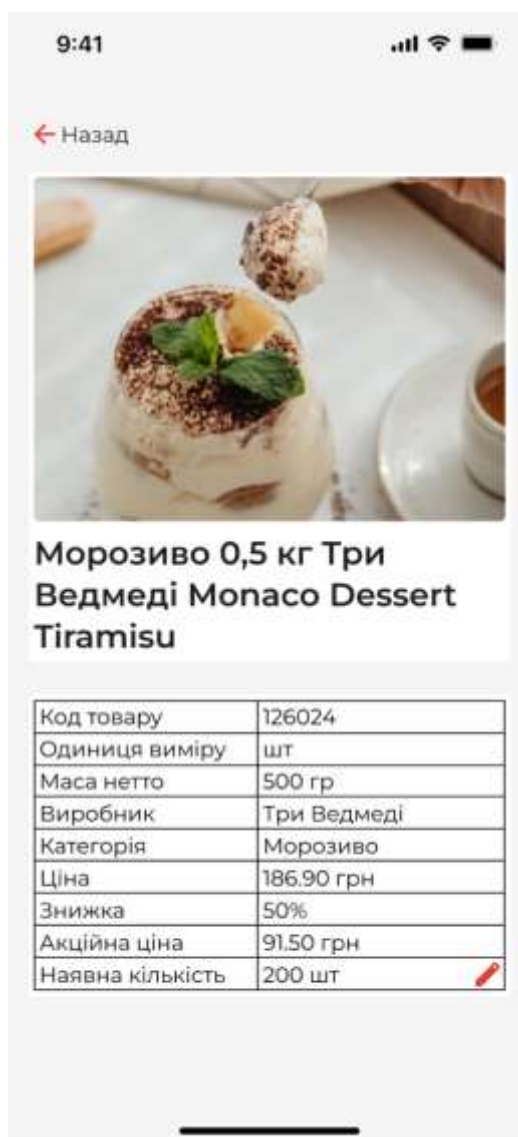 9:41
Назад
Морозиво 0,5 кг Три
Ведмеді Monaco Dessert
Tiramisu
Код товару 126024
Одиниця виміру шт
Маса нетто 500 гр
Виробник Три Ведмеді
Категорія Морозиво
Ціна 186.90 грн
Знижка 50%
Акційна ціна 91.50 грн
Наявна кількість 200 шт